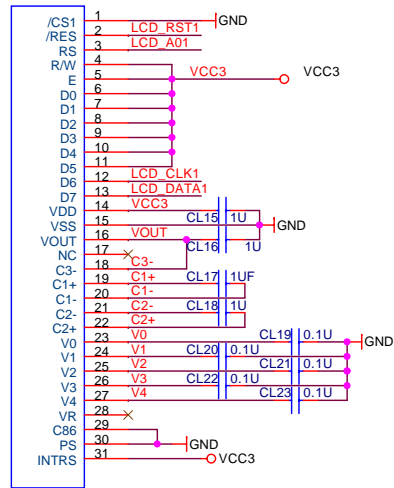 /CS1 1 GND
/RES 2 LCD_RST1
RS 3 LCD_A01
R/W 4
E 5 VCC3 VCC3
D0 6
D1 7
D2 8
D3 9
D4 10
D5 11
D6 12 LCD_CLK1
D7 13 LCD_DATA1
VDD 14 VCC3
VSS 15 CL15 1U GND
VOUT 16 VOUT CL16 1U
NC 17
C3- 18 C3-
C1+ 19 C1+ CL17 1UF
C1- 20 C1-
C2- 21 C2- CL18 1U
C2+ 22 C2+
V0 23 V0 CL19 0.1U GND
V1 24 V1 CL20 0.1U
V2 25 V2 CL21 0.1U
V3 26 V3 CL22 0.1U
V4 27 V4 CL23 0.1U
VR 28
C86 29
PS 30 GND
INTRS 31 VCC3